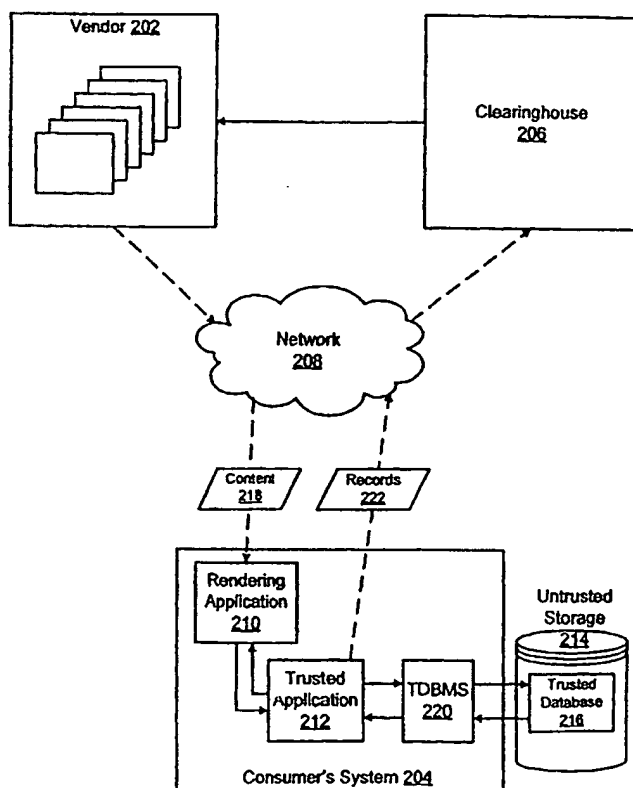 Vendor 202
Clearinghouse
206
Network
208
Content
218
Records
222
Rendering
Application
210
Untrusted
Storage
214
Trusted
Application
212
TDBMS
220
Trusted
Database
216
Consumer's System 204